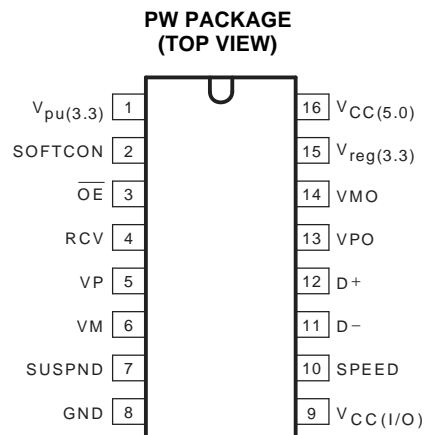 PW PACKAGE
(TOP VIEW)
Vpu(3.3) 1 16 VCC(5.0)
SOFTCON 2 15 Vreg(3.3)
O̅E̅ 3 14 VMO
RCV 4 13 VPO
VP 5 12 D+
VM 6 11 D−
SUSPND 7 10 SPEED
GND 8 9 VCC(I/O)